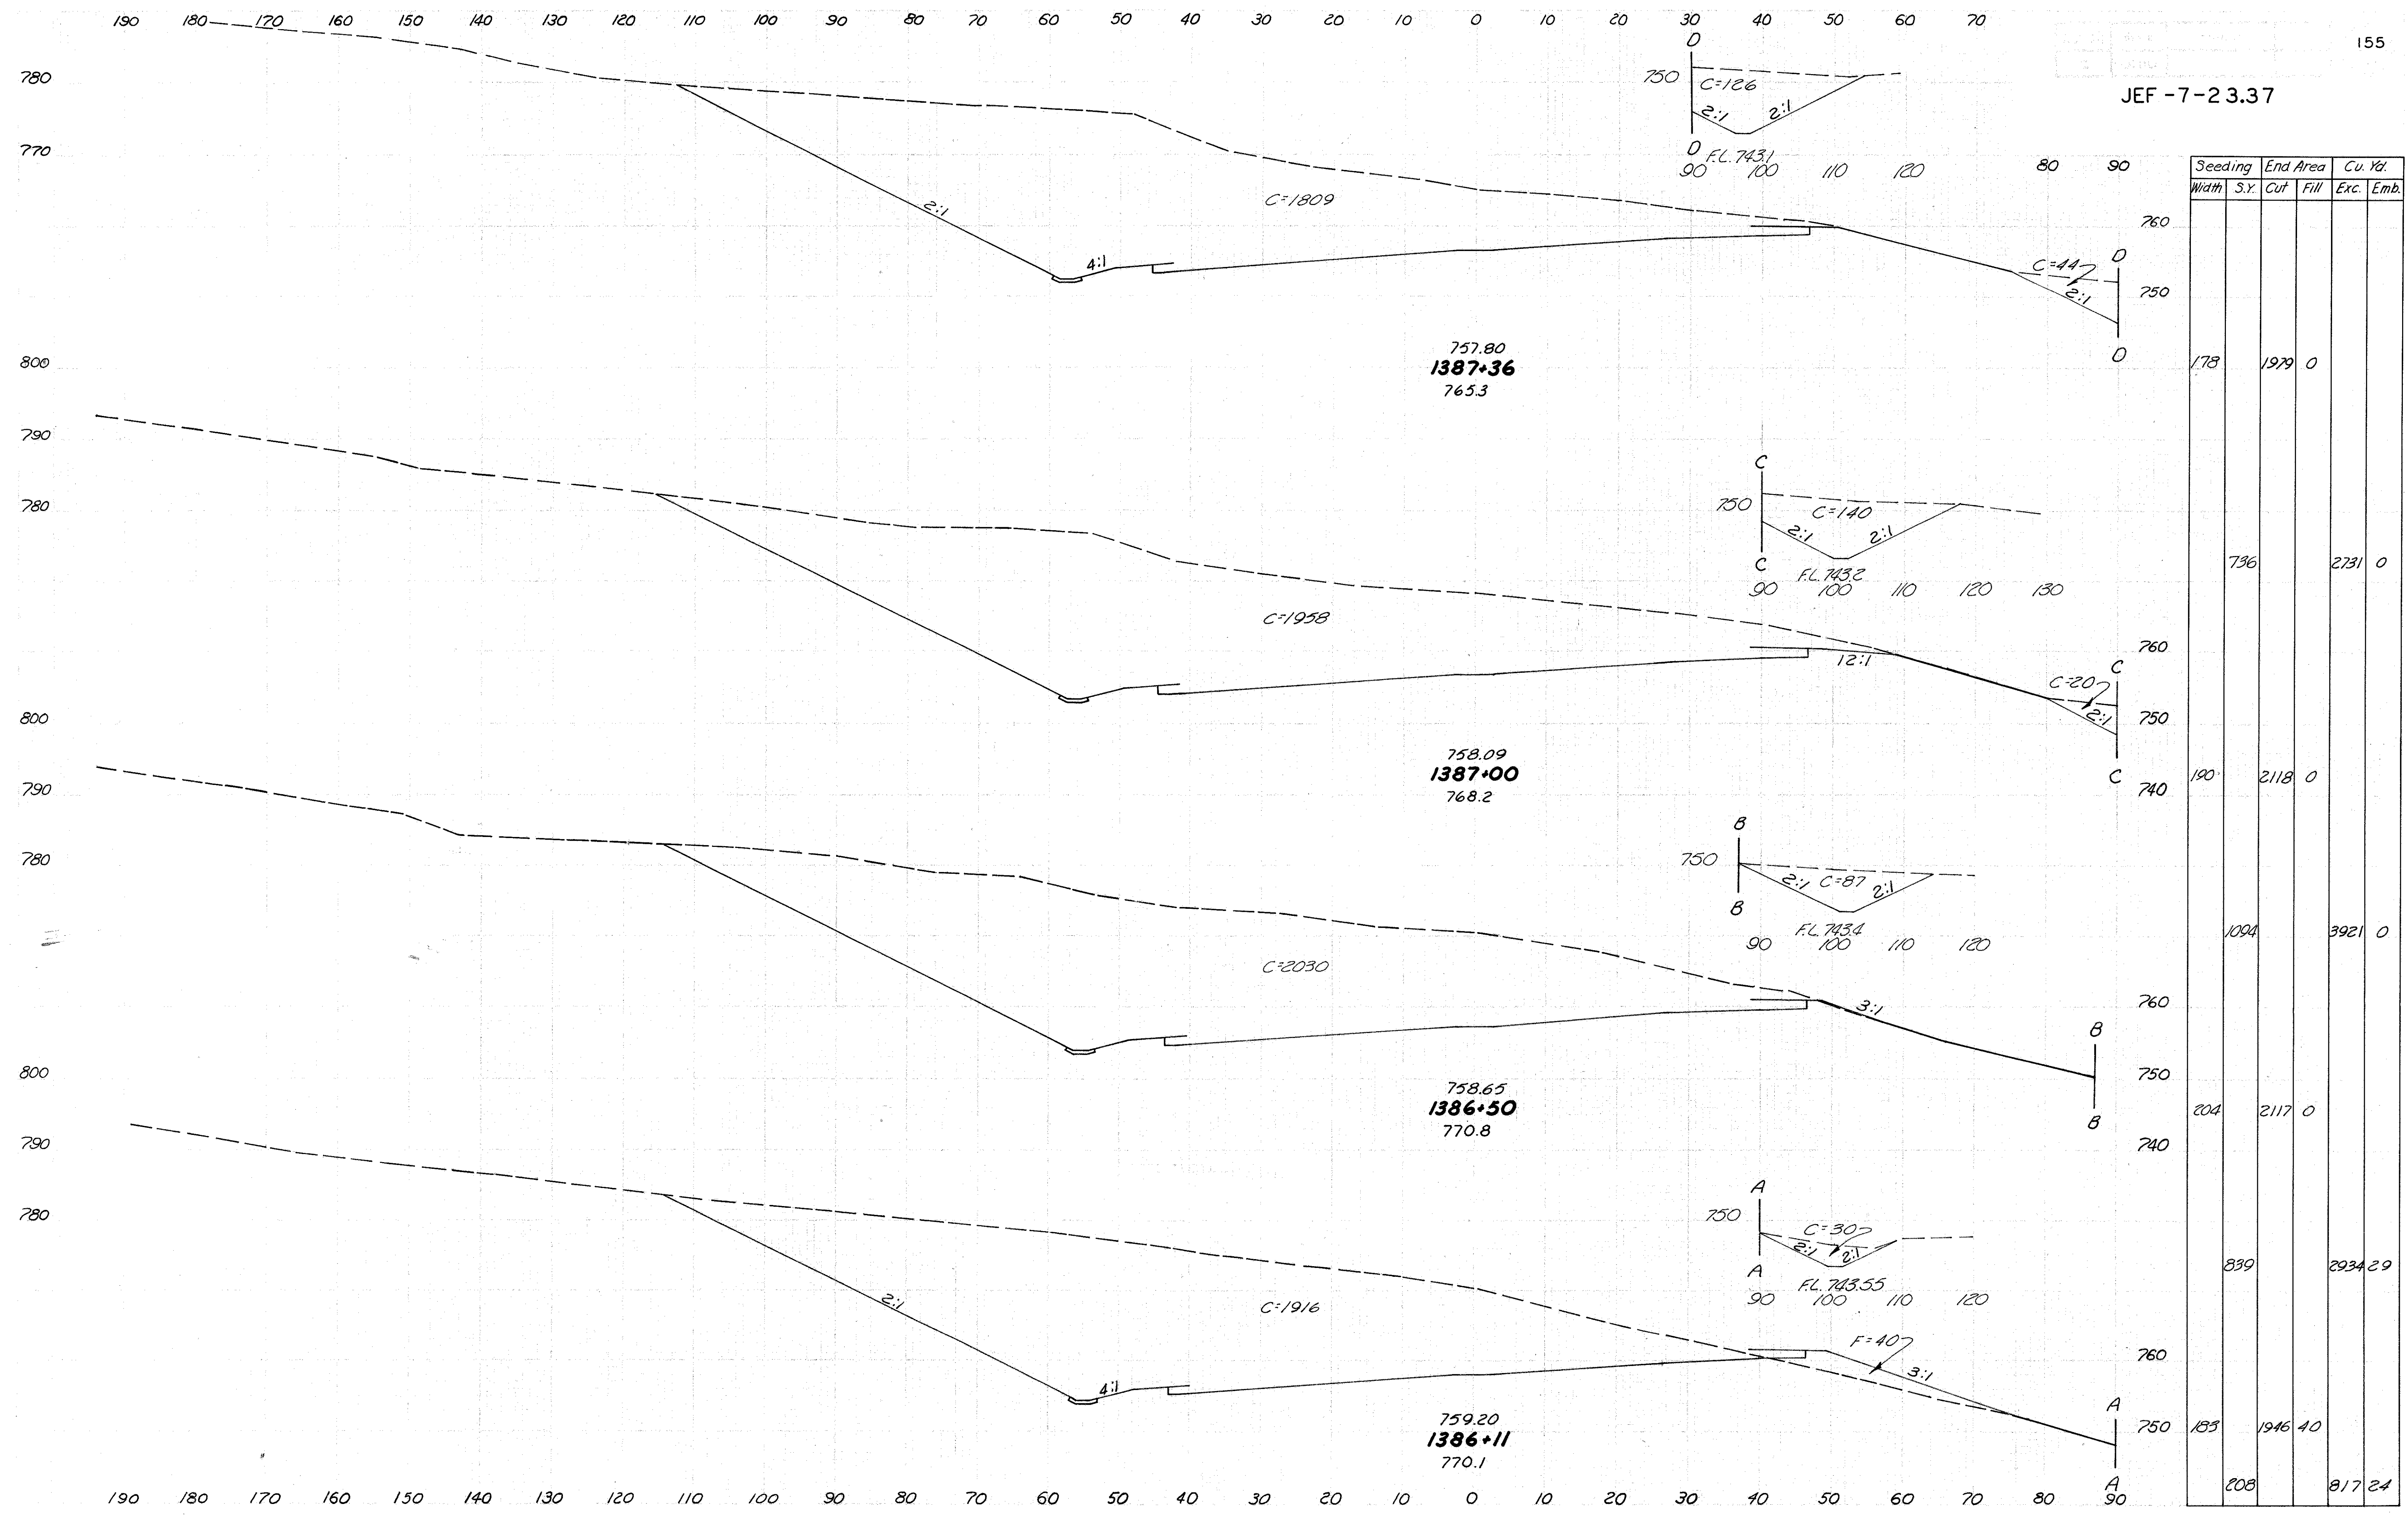 190 180 170 160 150 140 130 120 110 100 90 80 70 60 50 40 30 20 10 0 10 20 30 40 50 60 70
155
JEF-7-23.37
D
750
C=126
2:1 2:1
D F.L. 743.1
90 100 110 120
80 90
Seeding End Area Cu. Yd.
Width S.Y. Cut Fill Exc. Emb.
780
770
2:1
C=1809
4:1
760
D
C=44
2:1
750
D
757.80
1387+36
765.3
178 1979 0
800
790
780
C
750
C=140
2:1 2:1
C
F.L. 743.2
90 100 110 120 130
736 2731 0
C=1958
12:1
760
C
C=20
2:1
750
C
740
758.09
1387+00
768.2
190 2118 0
800
790
780
B
750
2:1 C=87 2:1
B
F.L. 743.4
90 100 110 120
1094 3921 0
C=2030
3:1
760
B
750
B
740
758.65
1386+50
770.8
204 2117 0
800
790
780
A
750
C=30
2:1 2:1
A
F.L. 743.55
90 100 110 120
839 2934 29
2:1
C=1916
4:1
F=40
3:1
760
A
750
A
759.20
1386+11
770.1
183 1946 40
208 817 24
190 180 170 160 150 140 130 120 110 100 90 80 70 60 50 40 30 20 10 0 10 20 30 40 50 60 70 80 90